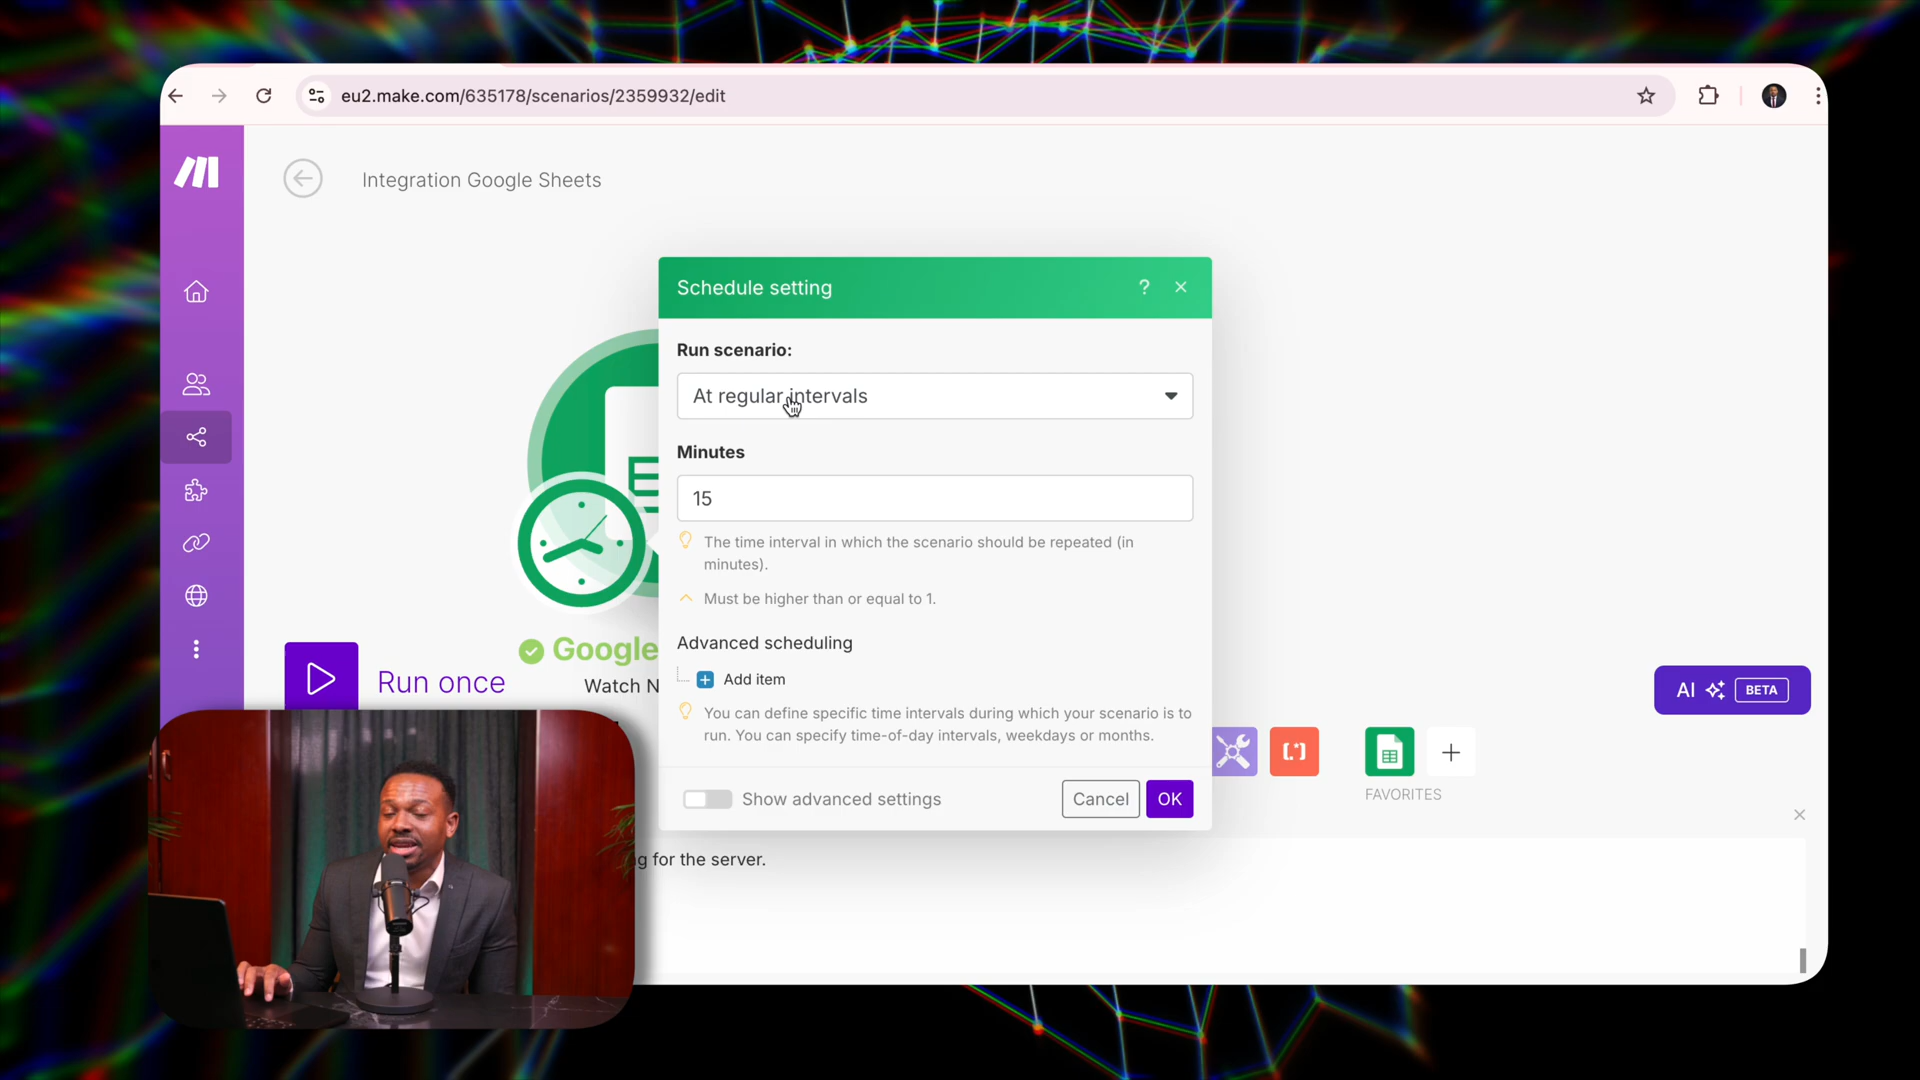 eu2.make.com/635178/scenarios/2359932/edit
Integration Google Sheets
Schedule setting
?
Run scenario:
At regular intervals
Minutes
15
The time interval in which the scenario should be repeated (in
minutes).
Must be higher than or equal to 1.
Advanced scheduling
Add item
You can define specific time intervals during which your scenario is to
run. You can specify time-of-day intervals, weekdays or months.
Show advanced settings
Cancel
OK
Google
Watch N
Run once
AI
BETA
FAVORITES
g for the server.